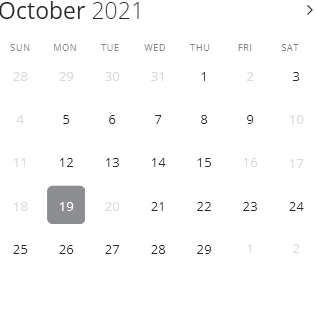 October 2021
SUN MON TUE WED THU FRI SAT
28 29 30 31 1 2 3
4 5 6 7 8 9 10
11 12 13 14 15 16 17
18 19 20 21 22 23 24
25 26 27 28 29 1 2